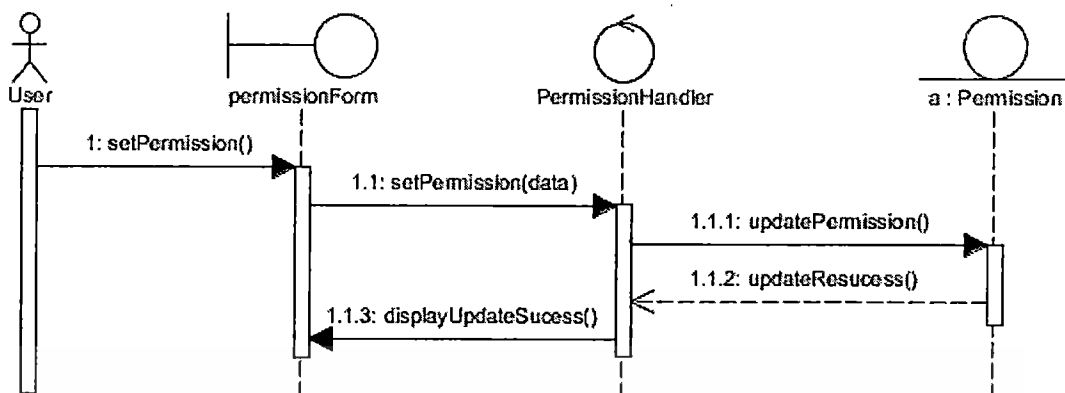 User
permissionForm
PermissionHandler
a : Permission
1: setPermission()
1.1: setPermission(data)
1.1.1: updatePermission()
1.1.2: updateResucess()
1.1.3: displayUpdateSucess()